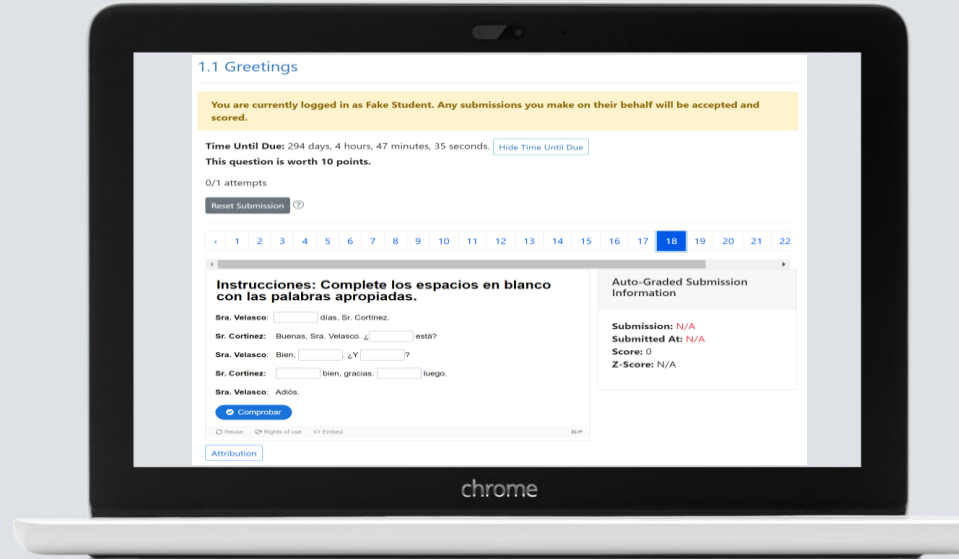 1.1 Greetings
You are currently logged in as Fake Student. Any submissions you make on their behalf will be accepted and
scored.
Time Until Due: 294 days, 4 hours, 47 minutes, 35 seconds. Hide Time Until Due
This question is worth 10 points.
0/1 attempts
Reset Submission ?
‹ 1 2 3 4 5 6 7 8 9 10 11 12 13 14 15 16 17 18 19 20 21 22
Instrucciones: Complete los espacios en blanco
con las palabras apropiadas.
Sra. Velasco: días, Sr. Cortínez.
Sr. Cortínez: Buenas, Sra. Velasco. ¿ está?
Sra. Velasco: Bien, . ¿Y ?
Sr. Cortínez: bien, gracias. luego.
Sra. Velasco: Adiós.
Comprobar
Reuse Rights of use <> Embed H-P
Attribution
Auto-Graded Submission
Information
Submission: N/A
Submitted At: N/A
Score: 0
Z-Score: N/A
chrome